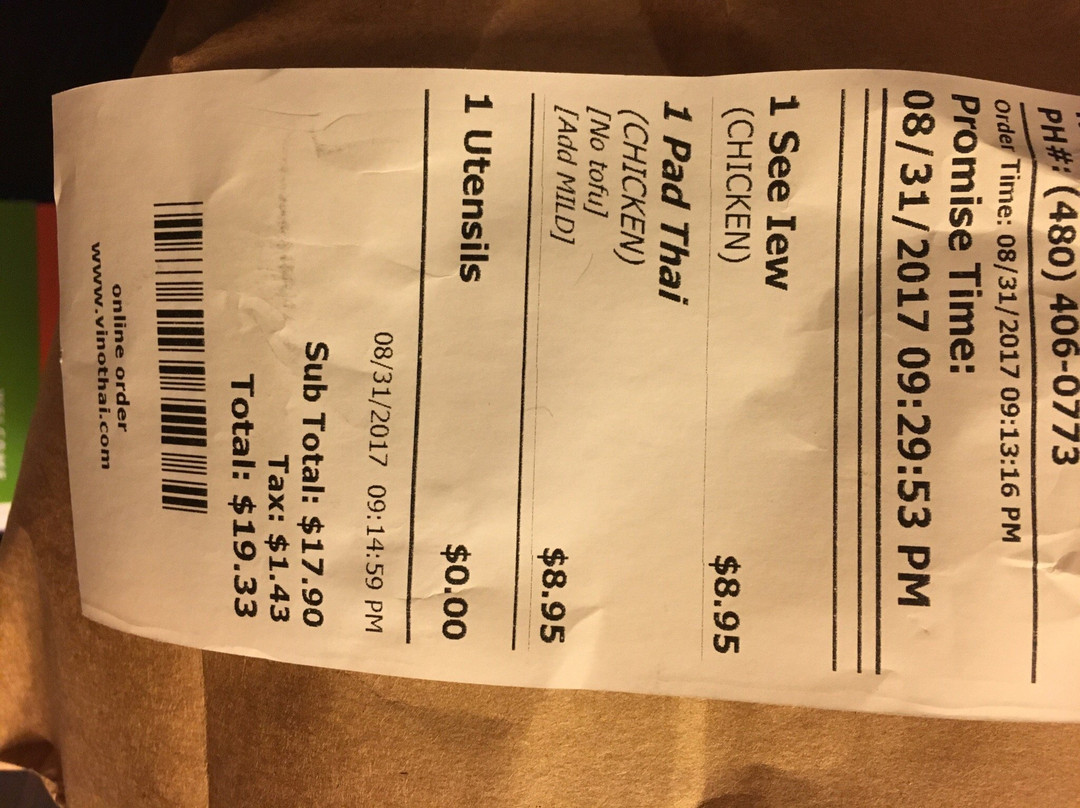 PH#: (480) 406-0773
order Time: 08/31/2017 09:13:16 PM
Promise Time:
08/31/2017 09:29:53 PM
1 See Iew
(CHICKEN) $8.95
1 Pad Thai
(CHICKEN)
[No tofu]
[Add MILD] $8.95
1 Utensils $0.00
08/31/2017 09:14:59 PM
Sub Total: $17.90
Tax: $1.43
Total: $19.33
online order
www.vinothai.com